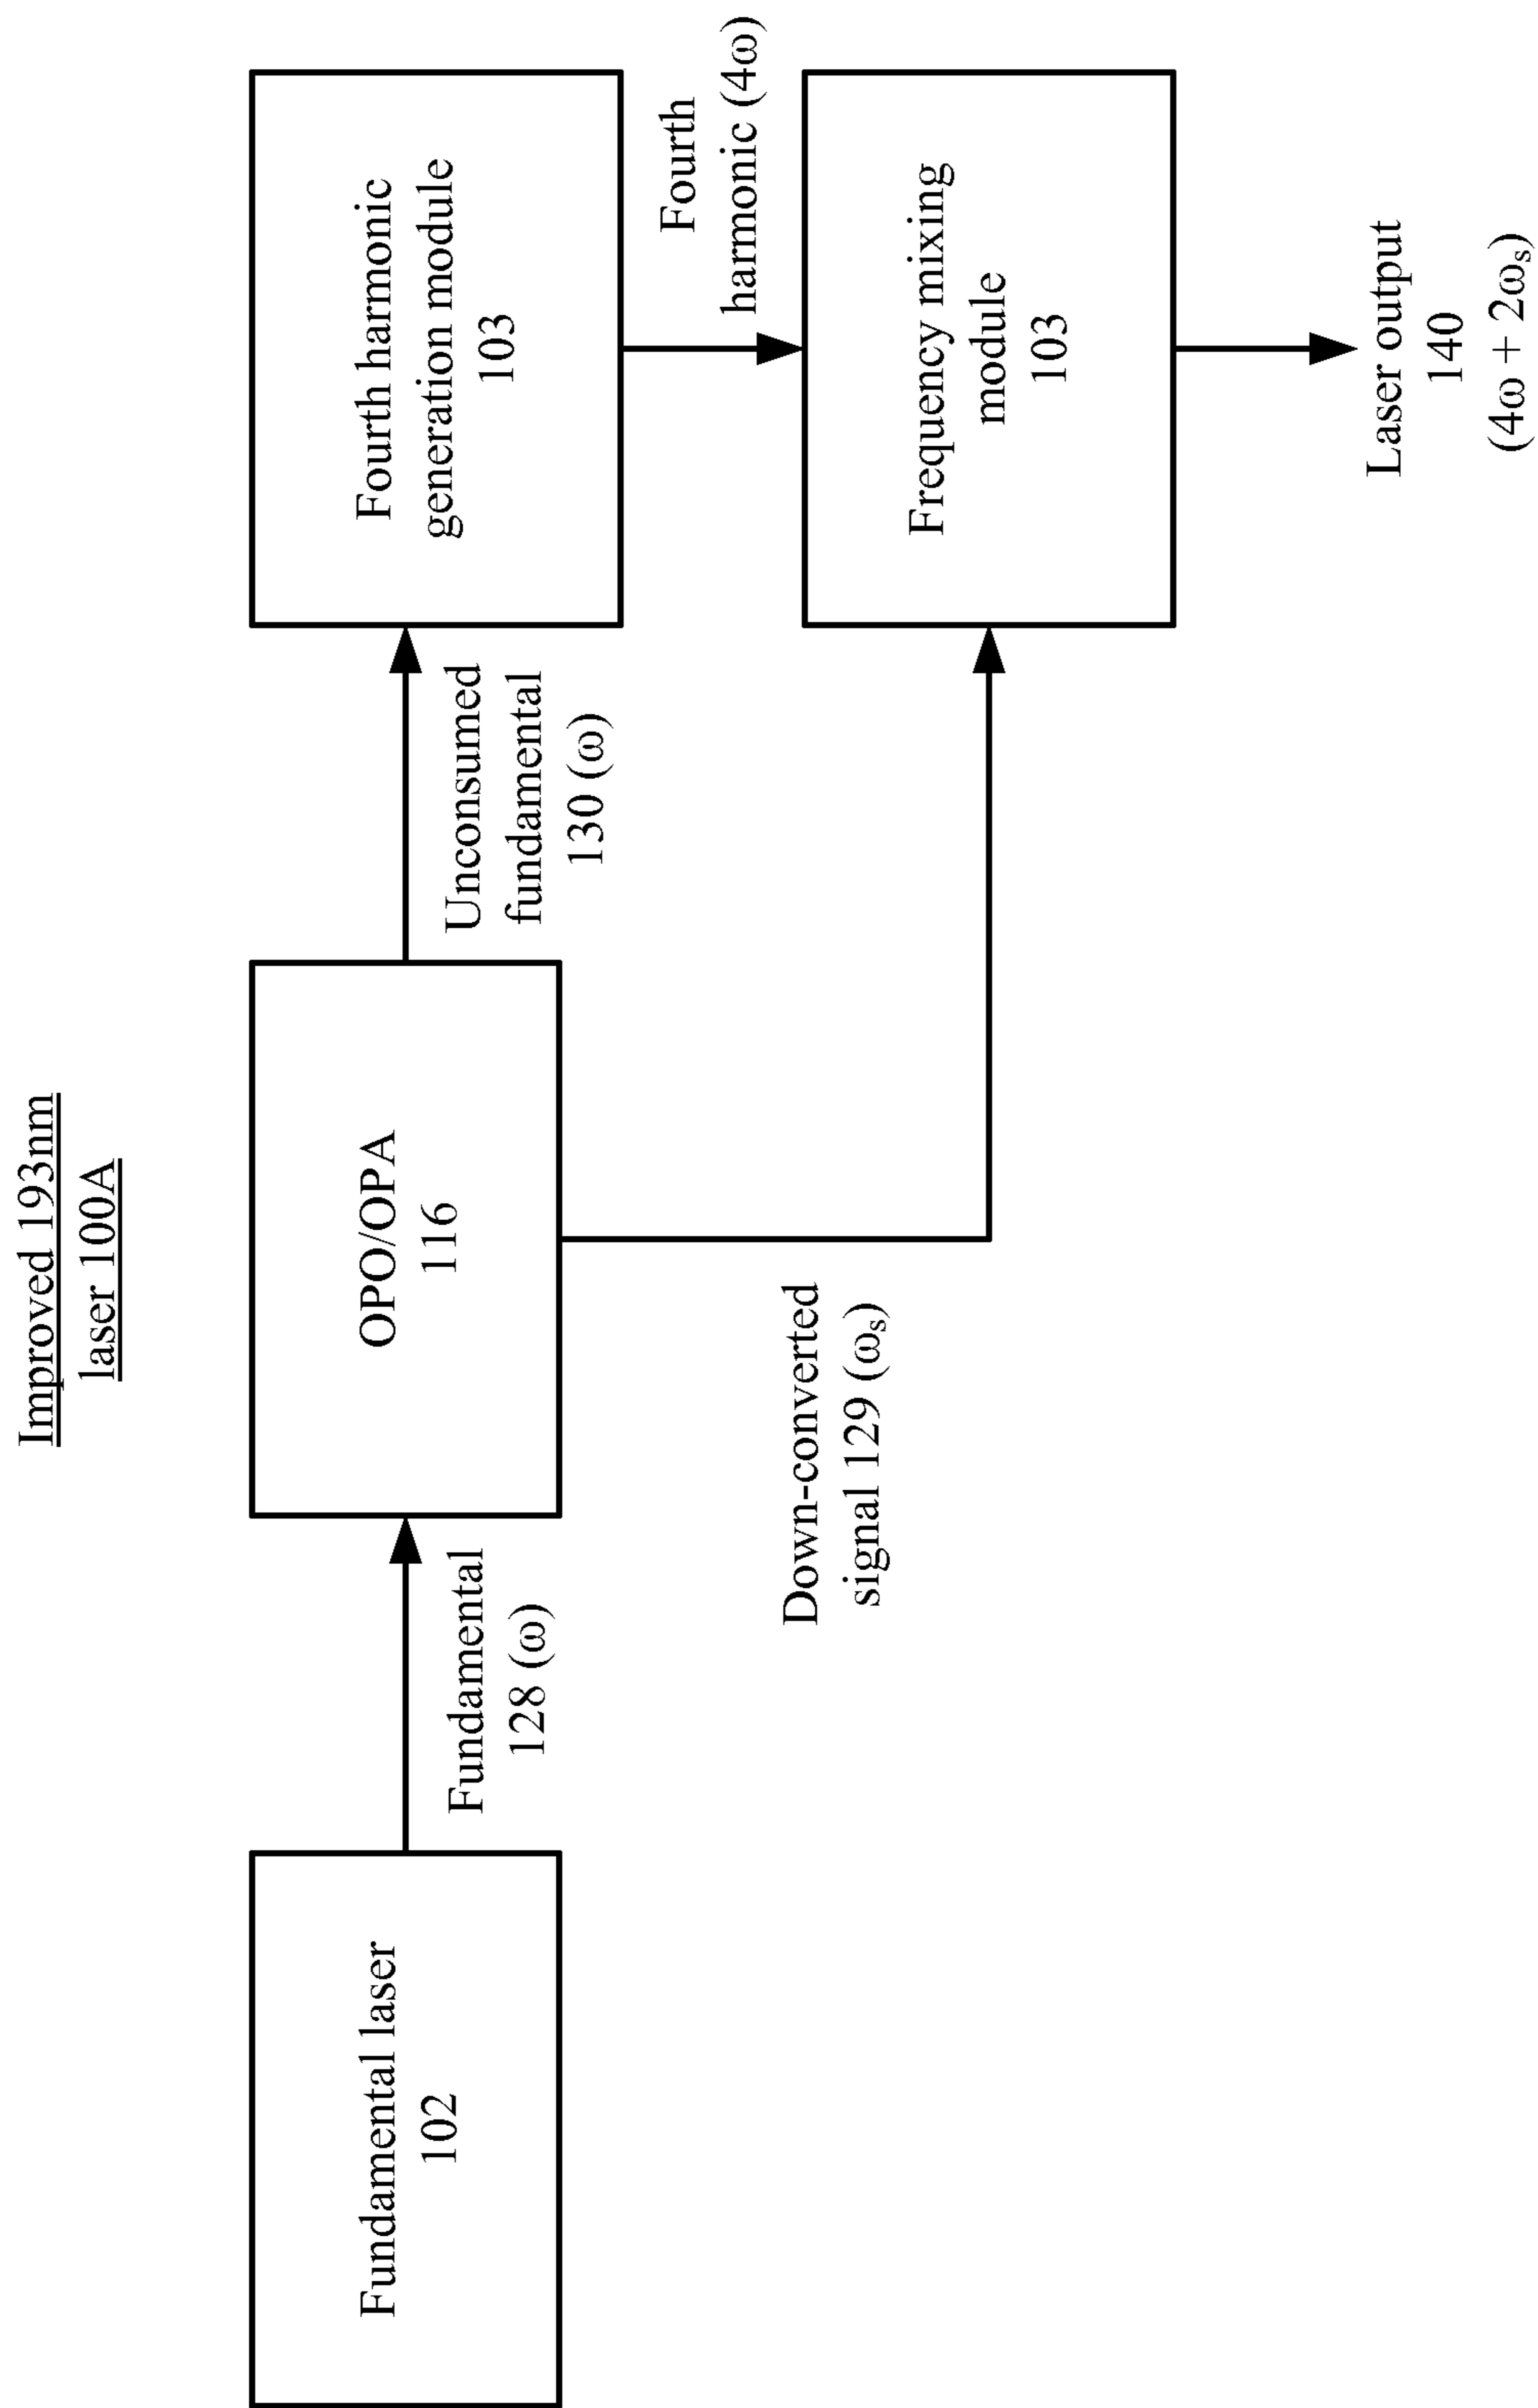 Improved 193nm
laser 100A
Fundamental laser
102
Fundamental
128 (ω)
OPO/OPA
116
Unconsumed
fundamental
130 (ω)
Fourth harmonic
generation module
103
Down-converted
signal 129 (ωs)
Fourth
harmonic (4ω)
Frequency mixing
module
103
Laser output
140
(4ω + 2ωs)